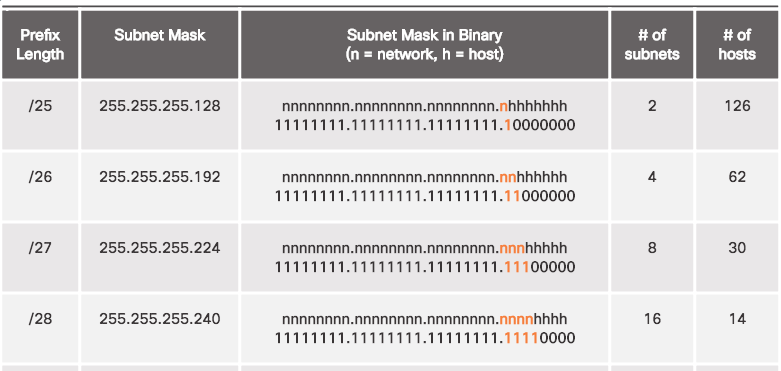 Prefix Length
Subnet Mask
Subnet Mask in Binary
(n = network, h = host)
# of subnets
# of hosts
/25
255.255.255.128
nnnnnnnn.nnnnnnnn.nnnnnnnn.nhhhhhhh
11111111.11111111.11111111.10000000
2
126
/26
255.255.255.192
nnnnnnnn.nnnnnnnn.nnnnnnnn.nnhhhhhh
11111111.11111111.11111111.11000000
4
62
/27
255.255.255.224
nnnnnnnn.nnnnnnnn.nnnnnnnn.nnnhhhhh
11111111.11111111.11111111.11100000
8
30
/28
255.255.255.240
nnnnnnnn.nnnnnnnn.nnnnnnnn.nnnnhhhh
11111111.11111111.11111111.11110000
16
14